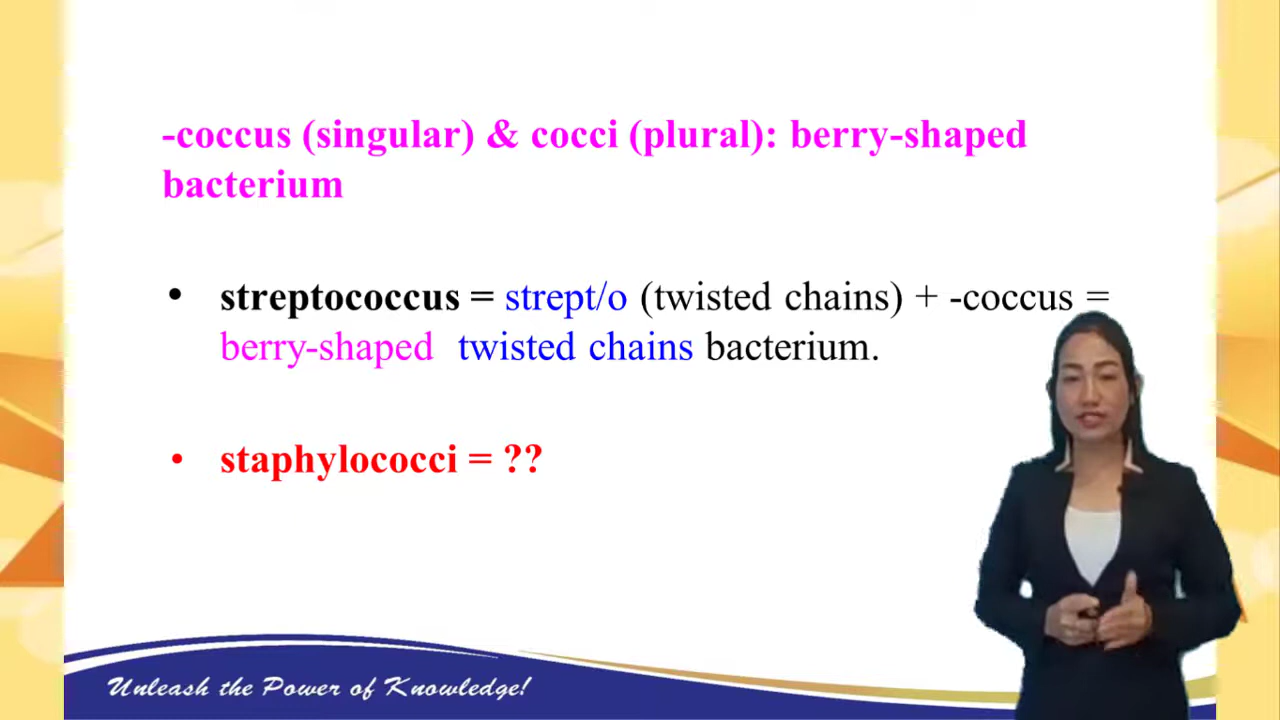 -coccus (singular) & cocci (plural): berry-shaped
bacterium
• streptococcus = strept/o (twisted chains) + -coccus =
berry-shaped twisted chains bacterium.
• staphylococci = ??
Unleash the Power of Knowledge!